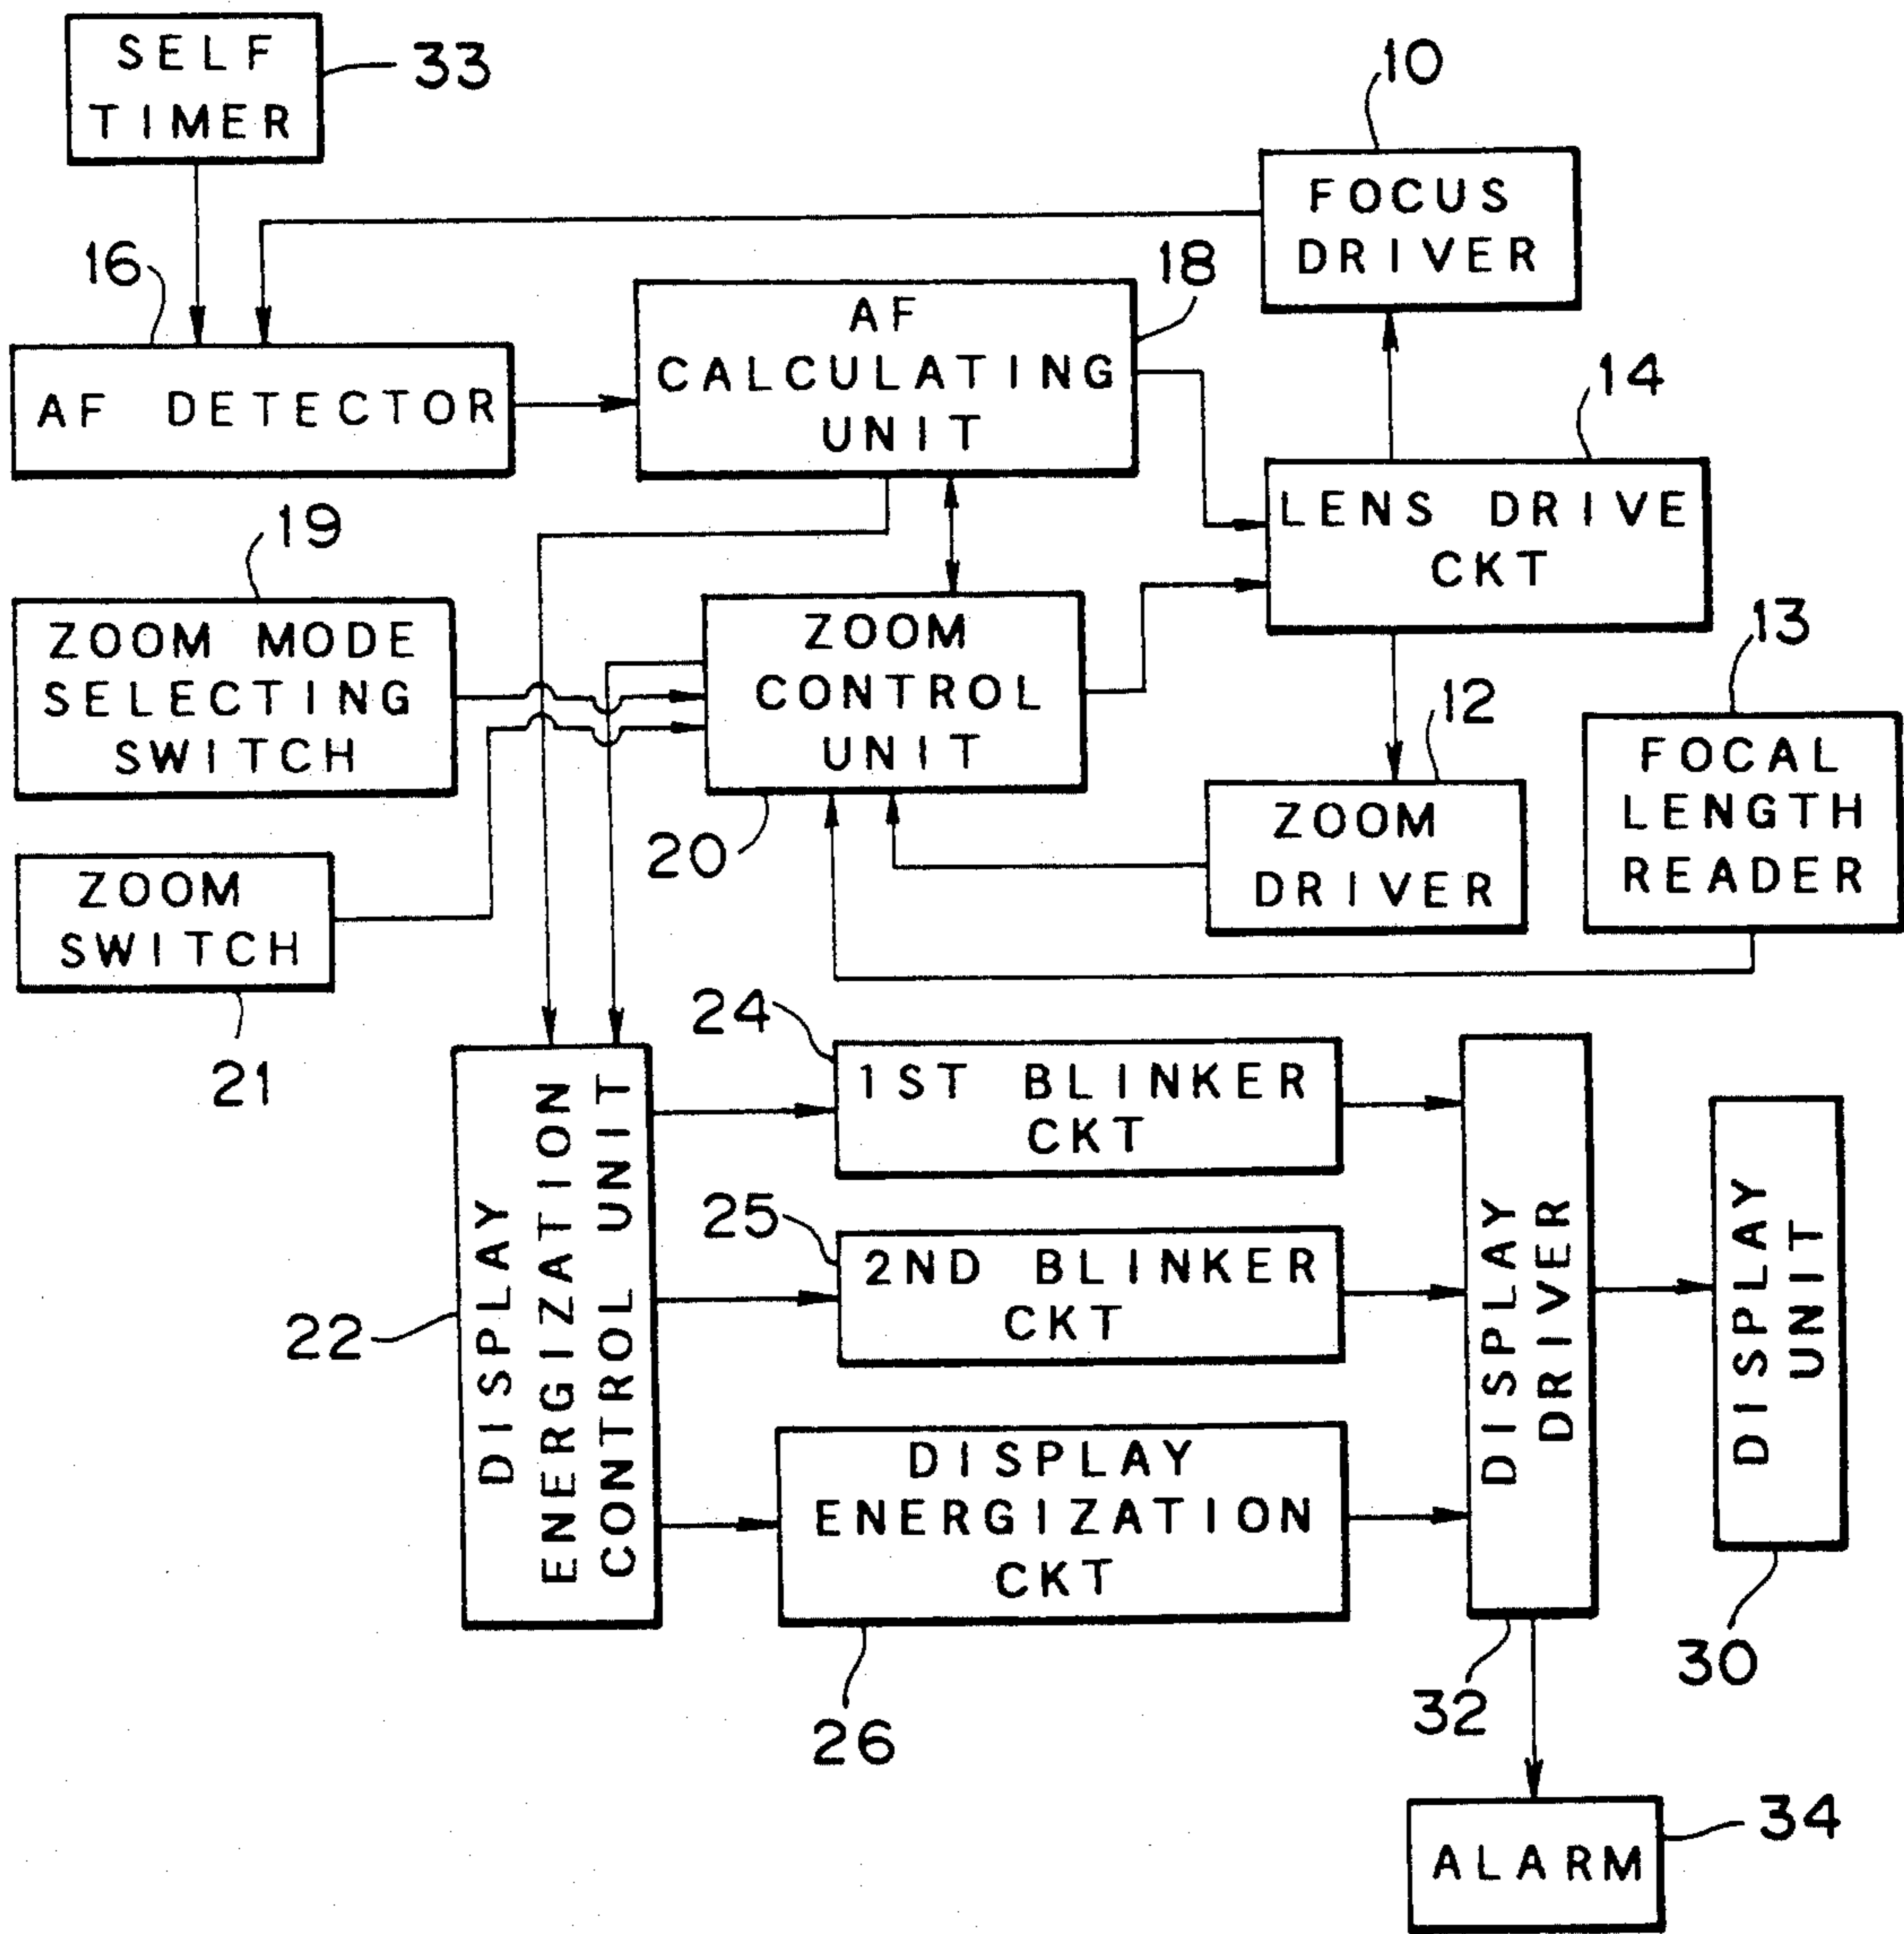 SELF
TIMER
33
10
FOCUS
DRIVER
16
18
AF
CALCULATING
UNIT
AF DETECTOR
14
LENS DRIVE
CKT
19
ZOOM MODE
SELECTING
SWITCH
ZOOM
CONTROL
UNIT
20
13
FOCAL
LENGTH
READER
12
ZOOM
DRIVER
ZOOM
SWITCH
21
24
1ST BLINKER
CKT
25
2ND BLINKER
CKT
22
DISPLAY
ENERGIZATION
CONTROL UNIT
DISPLAY
ENERGIZATION
CKT
26
DISPLAY
DRIVER
32
DISPLAY
UNIT
30
ALARM
34